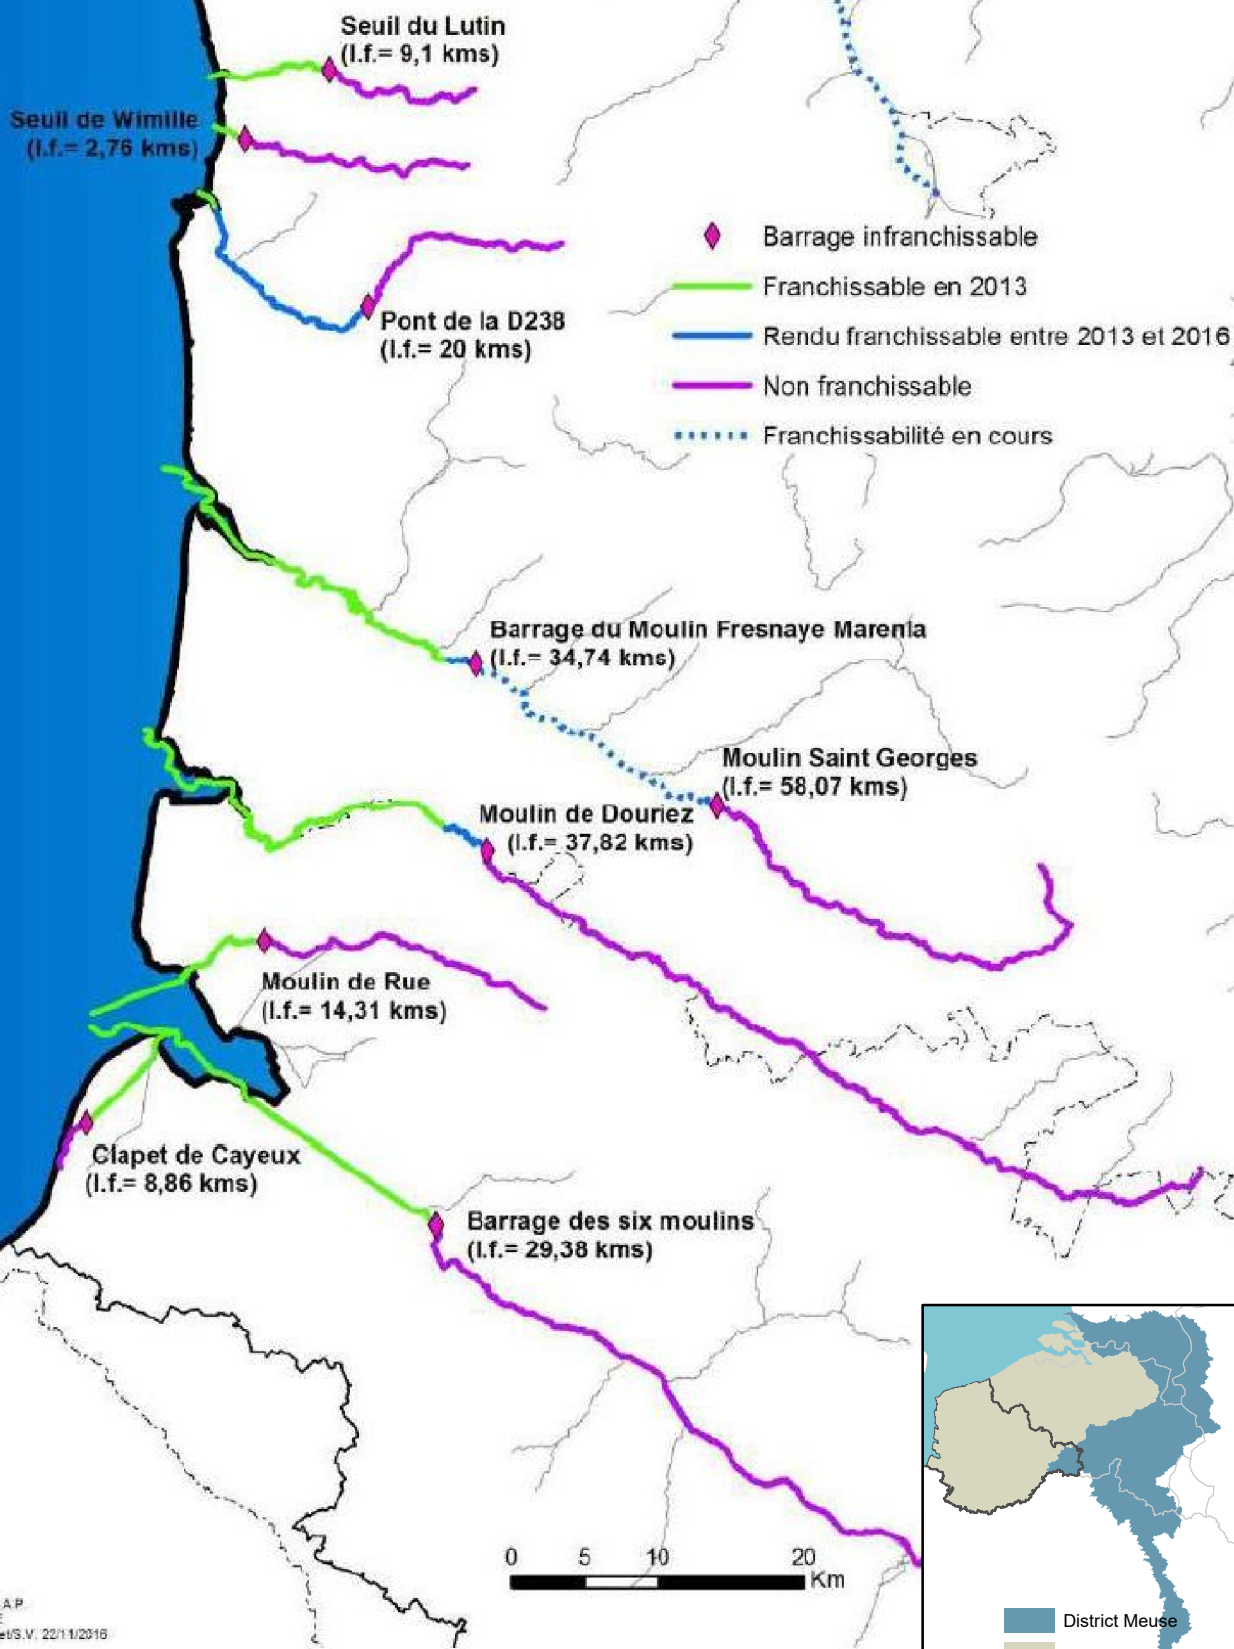 Seuil du Lutin
(l.f.= 9,1 kms)
Seuil de Wimille
(l.f.= 2,76 kms)
Barrage infranchissable
Franchissable en 2013
Rendu franchissable entre 2013 et 2016
Non franchissable
Franchissabilité en cours
Pont de la D238
(l.f.= 20 kms)
Barrage du Moulin Fresnaye Marenla
(l.f.= 34,74 kms)
Moulin Saint Georges
(l.f.= 58,07 kms)
Moulin de Douriez
(l.f.= 37,82 kms)
Moulin de Rue
(l.f.= 14,31 kms)
Clapet de Cayeux
(l.f.= 8,86 kms)
Barrage des six moulins
(l.f.= 29,38 kms)
0 5 10 20
Km
District Meuse
A.P.
et/S.V. 22/11/2016